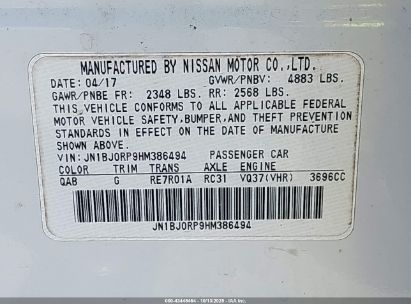 MANUFACTURED BY NISSAN MOTOR CO.,LTD.
DATE: 04/17 GVWR/PNBV: 4883 LBS.
GAWR/PNBE FR: 2348 LBS. RR: 2568 LBS.
THIS VEHICLE CONFORMS TO ALL APPLICABLE FEDERAL
MOTOR VEHICLE SAFETY,BUMPER,AND THEFT PREVENTION
STANDARDS IN EFFECT ON THE DATE OF MANUFACTURE
SHOWN ABOVE.
VIN: JN1BJ0RP9HM386494 PASSENGER CAR
COLOR TRIM TRANS AXLE ENGINE
QAB G RE7R01A RC31 VQ37(VHR) 3696CC
JN1BJ0RP9HM386494